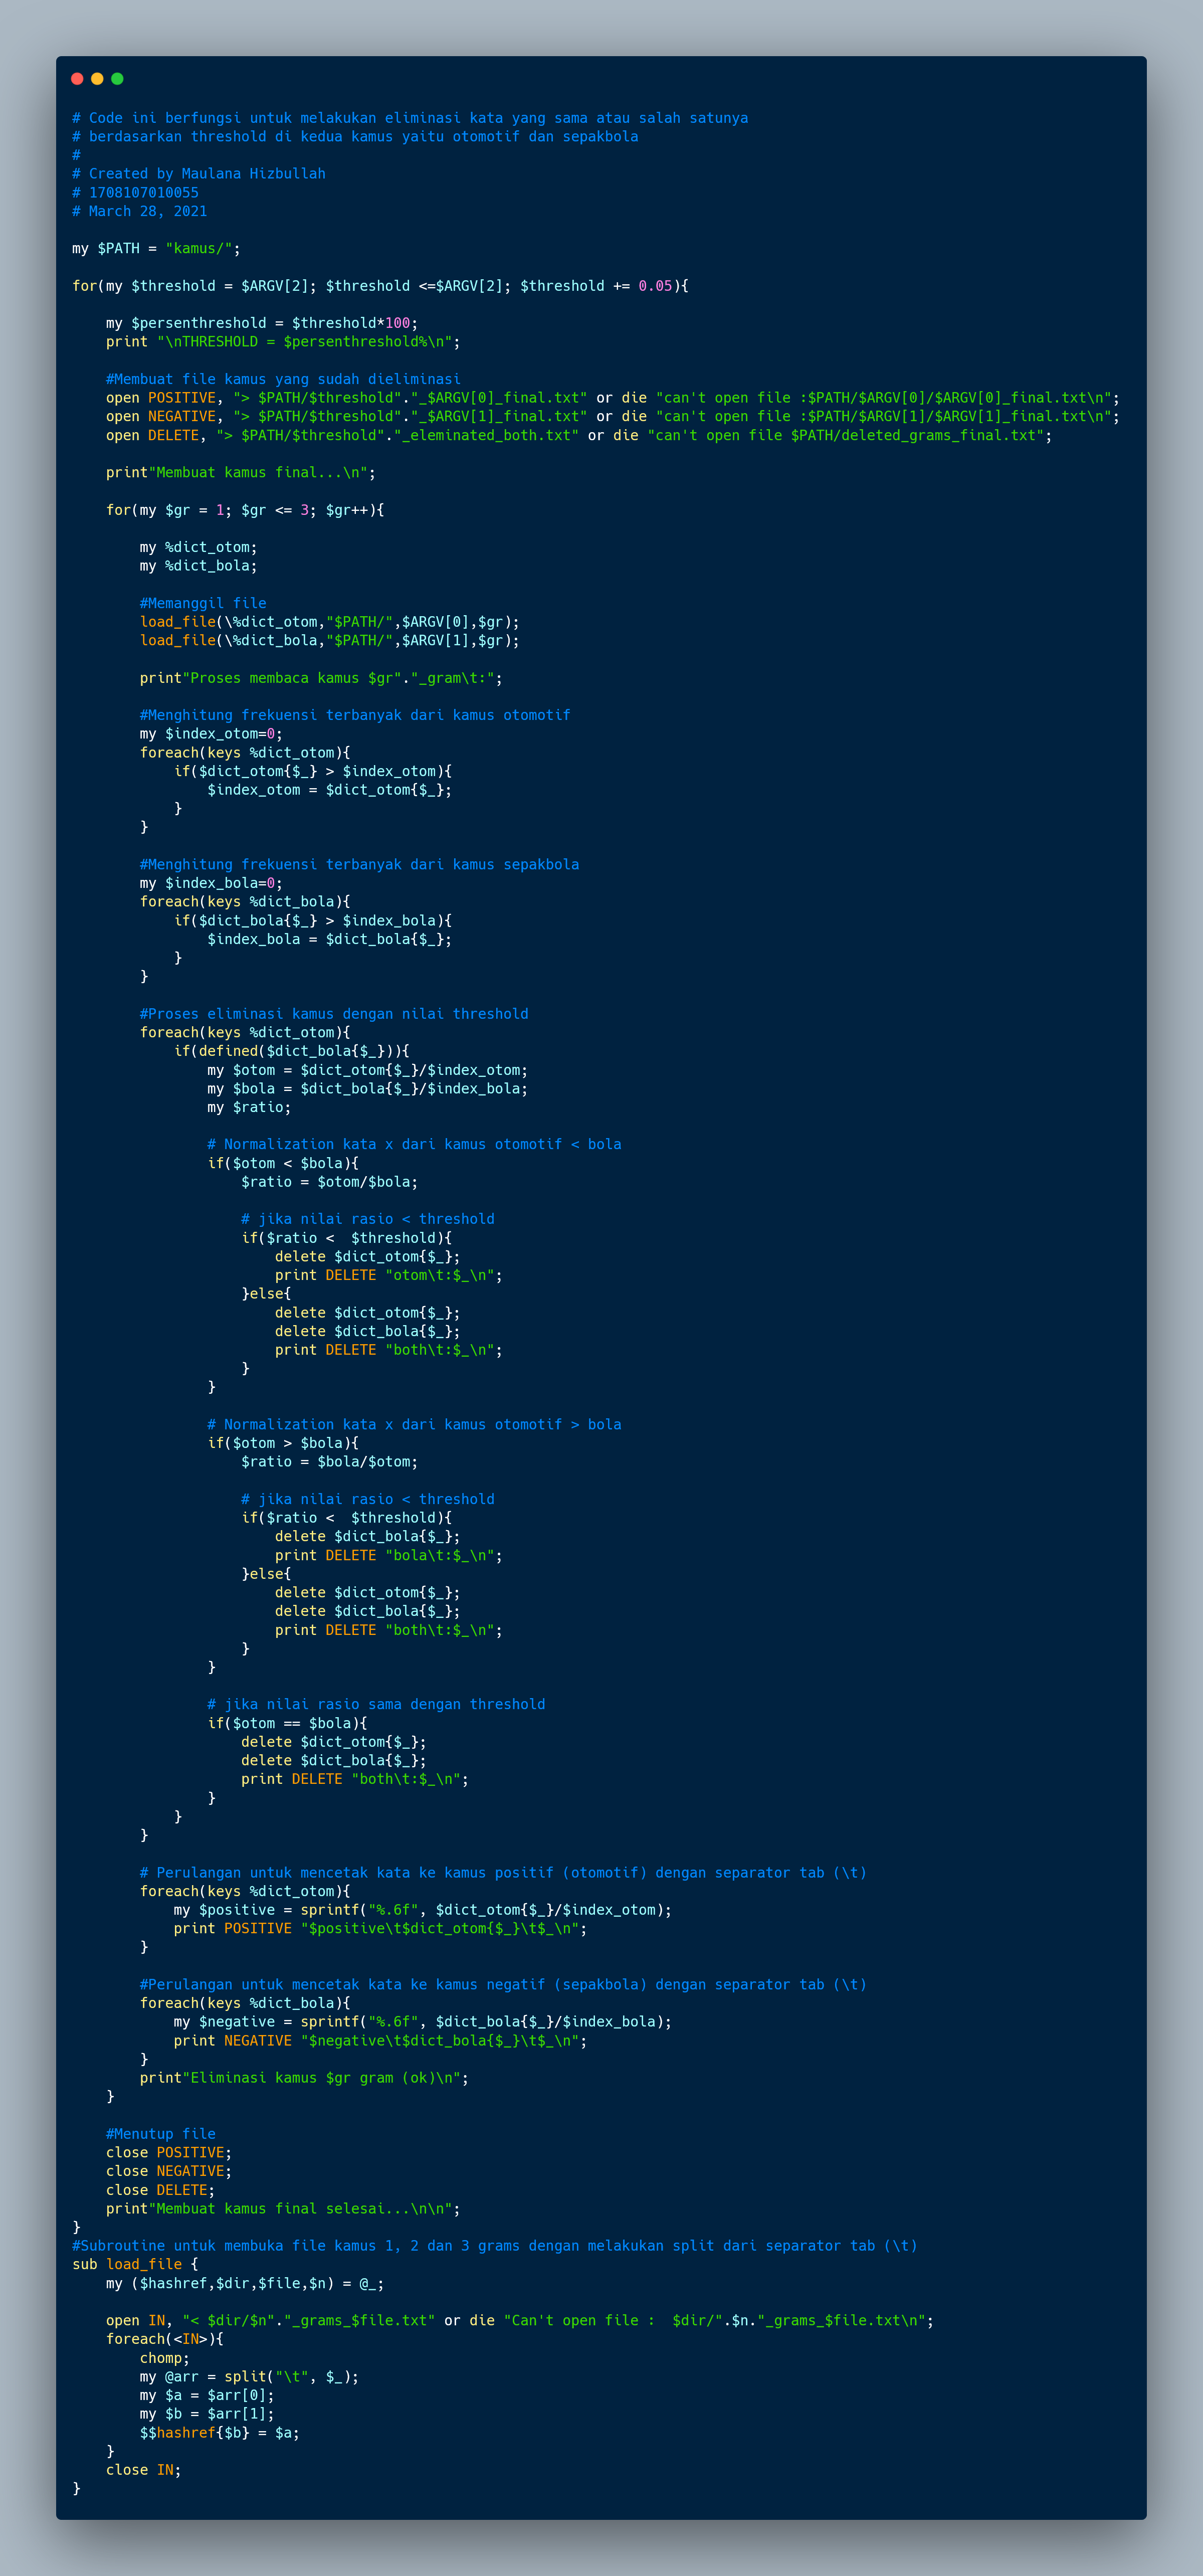 # Code ini berfungsi untuk melakukan eliminasi kata yang sama atau salah satunya
# berdasarkan threshold di kedua kamus yaitu otomotif dan sepakbola
#
# Created by Maulana Hizbullah
# 1708107010055
# March 28, 2021

my $PATH = "kamus/";

for(my $threshold = $ARGV[2]; $threshold <=$ARGV[2]; $threshold += 0.05){

    my $persenthreshold = $threshold*100;
    print "\nTHRESHOLD = $persenthreshold%\n";

    #Membuat file kamus yang sudah dieliminasi
    open POSITIVE, "> $PATH/$threshold"."_$ARGV[0]_final.txt" or die "can't open file :$PATH/$ARGV[0]/$ARGV[0]_final.txt\n";
    open NEGATIVE, "> $PATH/$threshold"."_$ARGV[1]_final.txt" or die "can't open file :$PATH/$ARGV[1]/$ARGV[1]_final.txt\n";
    open DELETE, "> $PATH/$threshold"."_eleminated_both.txt" or die "can't open file $PATH/deleted_grams_final.txt";

    print"Membuat kamus final...\n";

    for(my $gr = 1; $gr <= 3; $gr++){

        my %dict_otom;
        my %dict_bola;

        #Memanggil file
        load_file(\%dict_otom,"$PATH/",$ARGV[0],$gr);
        load_file(\%dict_bola,"$PATH/",$ARGV[1],$gr);

        print"Proses membaca kamus $gr"."_gram\t:";

        #Menghitung frekuensi terbanyak dari kamus otomotif
        my $index_otom=0;
        foreach(keys %dict_otom){
            if($dict_otom{$_} > $index_otom){
                $index_otom = $dict_otom{$_};
            }
        }

        #Menghitung frekuensi terbanyak dari kamus sepakbola
        my $index_bola=0;
        foreach(keys %dict_bola){
            if($dict_bola{$_} > $index_bola){
                $index_bola = $dict_bola{$_};
            }
        }

        #Proses eliminasi kamus dengan nilai threshold
        foreach(keys %dict_otom){
            if(defined($dict_bola{$_})){
                my $otom = $dict_otom{$_}/$index_otom;
                my $bola = $dict_bola{$_}/$index_bola;
                my $ratio;

                # Normalization kata x dari kamus otomotif < bola
                if($otom < $bola){
                    $ratio = $otom/$bola;

                    # jika nilai rasio < threshold
                    if($ratio <  $threshold){
                        delete $dict_otom{$_};
                        print DELETE "otom\t:$_\n";
                    }else{
                        delete $dict_otom{$_};
                        delete $dict_bola{$_};
                        print DELETE "both\t:$_\n";
                    }
                }

                # Normalization kata x dari kamus otomotif > bola
                if($otom > $bola){
                    $ratio = $bola/$otom;

                    # jika nilai rasio < threshold
                    if($ratio <  $threshold){
                        delete $dict_bola{$_};
                        print DELETE "bola\t:$_\n";
                    }else{
                        delete $dict_otom{$_};
                        delete $dict_bola{$_};
                        print DELETE "both\t:$_\n";
                    }
                }

                # jika nilai rasio sama dengan threshold
                if($otom == $bola){
                    delete $dict_otom{$_};
                    delete $dict_bola{$_};
                    print DELETE "both\t:$_\n";
                }
            }
        }

        # Perulangan untuk mencetak kata ke kamus positif (otomotif) dengan separator tab (\t)
        foreach(keys %dict_otom){
            my $positive = sprintf("%.6f", $dict_otom{$_}/$index_otom);
            print POSITIVE "$positive\t$dict_otom{$_}\t$_\n";
        }

        #Perulangan untuk mencetak kata ke kamus negatif (sepakbola) dengan separator tab (\t)
        foreach(keys %dict_bola){
            my $negative = sprintf("%.6f", $dict_bola{$_}/$index_bola);
            print NEGATIVE "$negative\t$dict_bola{$_}\t$_\n";
        }
        print"Eliminasi kamus $gr gram (ok)\n";
    }

    #Menutup file
    close POSITIVE;
    close NEGATIVE;
    close DELETE;
    print"Membuat kamus final selesai...\n\n";
}
#Subroutine untuk membuka file kamus 1, 2 dan 3 grams dengan melakukan split dari separator tab (\t)
sub load_file {
    my ($hashref,$dir,$file,$n) = @_;

    open IN, "< $dir/$n"."_grams_$file.txt" or die "Can't open file :  $dir/".$n."_grams_$file.txt\n";
    foreach(<IN>){
        chomp;
        my @arr = split("\t", $_);
        my $a = $arr[0];
        my $b = $arr[1];
        $$hashref{$b} = $a;
    }
    close IN;
}